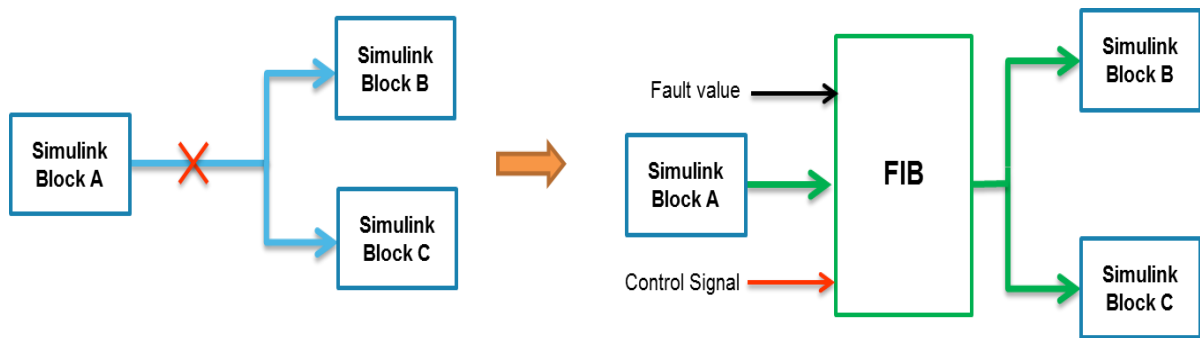 Simulink
Block A
Simulink
Block B
Simulink
Block C
Fault value
Simulink
Block A
Control Signal
FIB
Simulink
Block B
Simulink
Block C